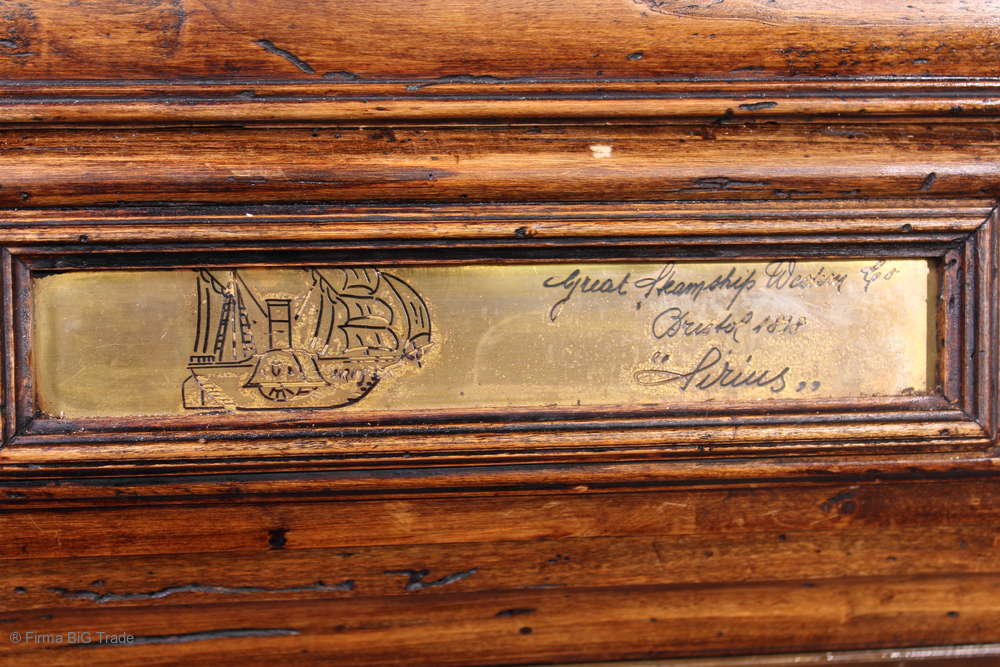 Great Steamship Western Co
Bristol 1838
"Sirius"
® Firma BIG Trade